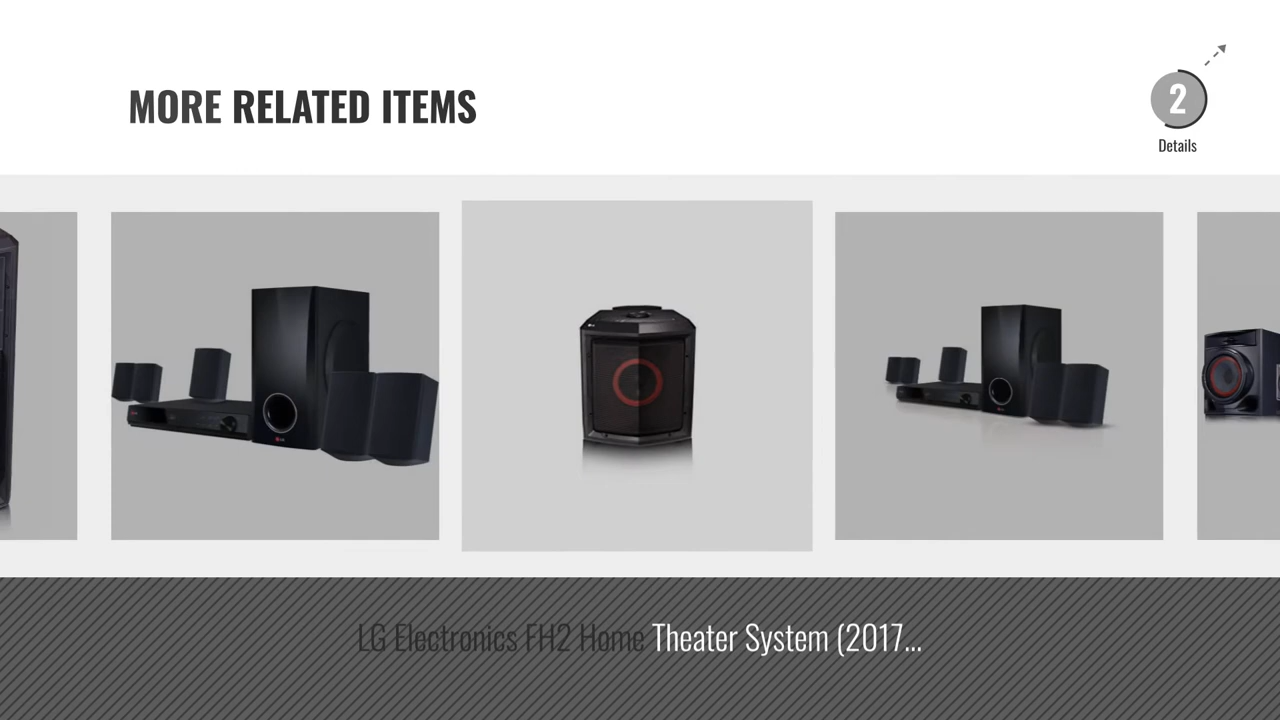 MORE RELATED ITEMS
2
Details
LG Electronics FH2 Home Theater System (2017...